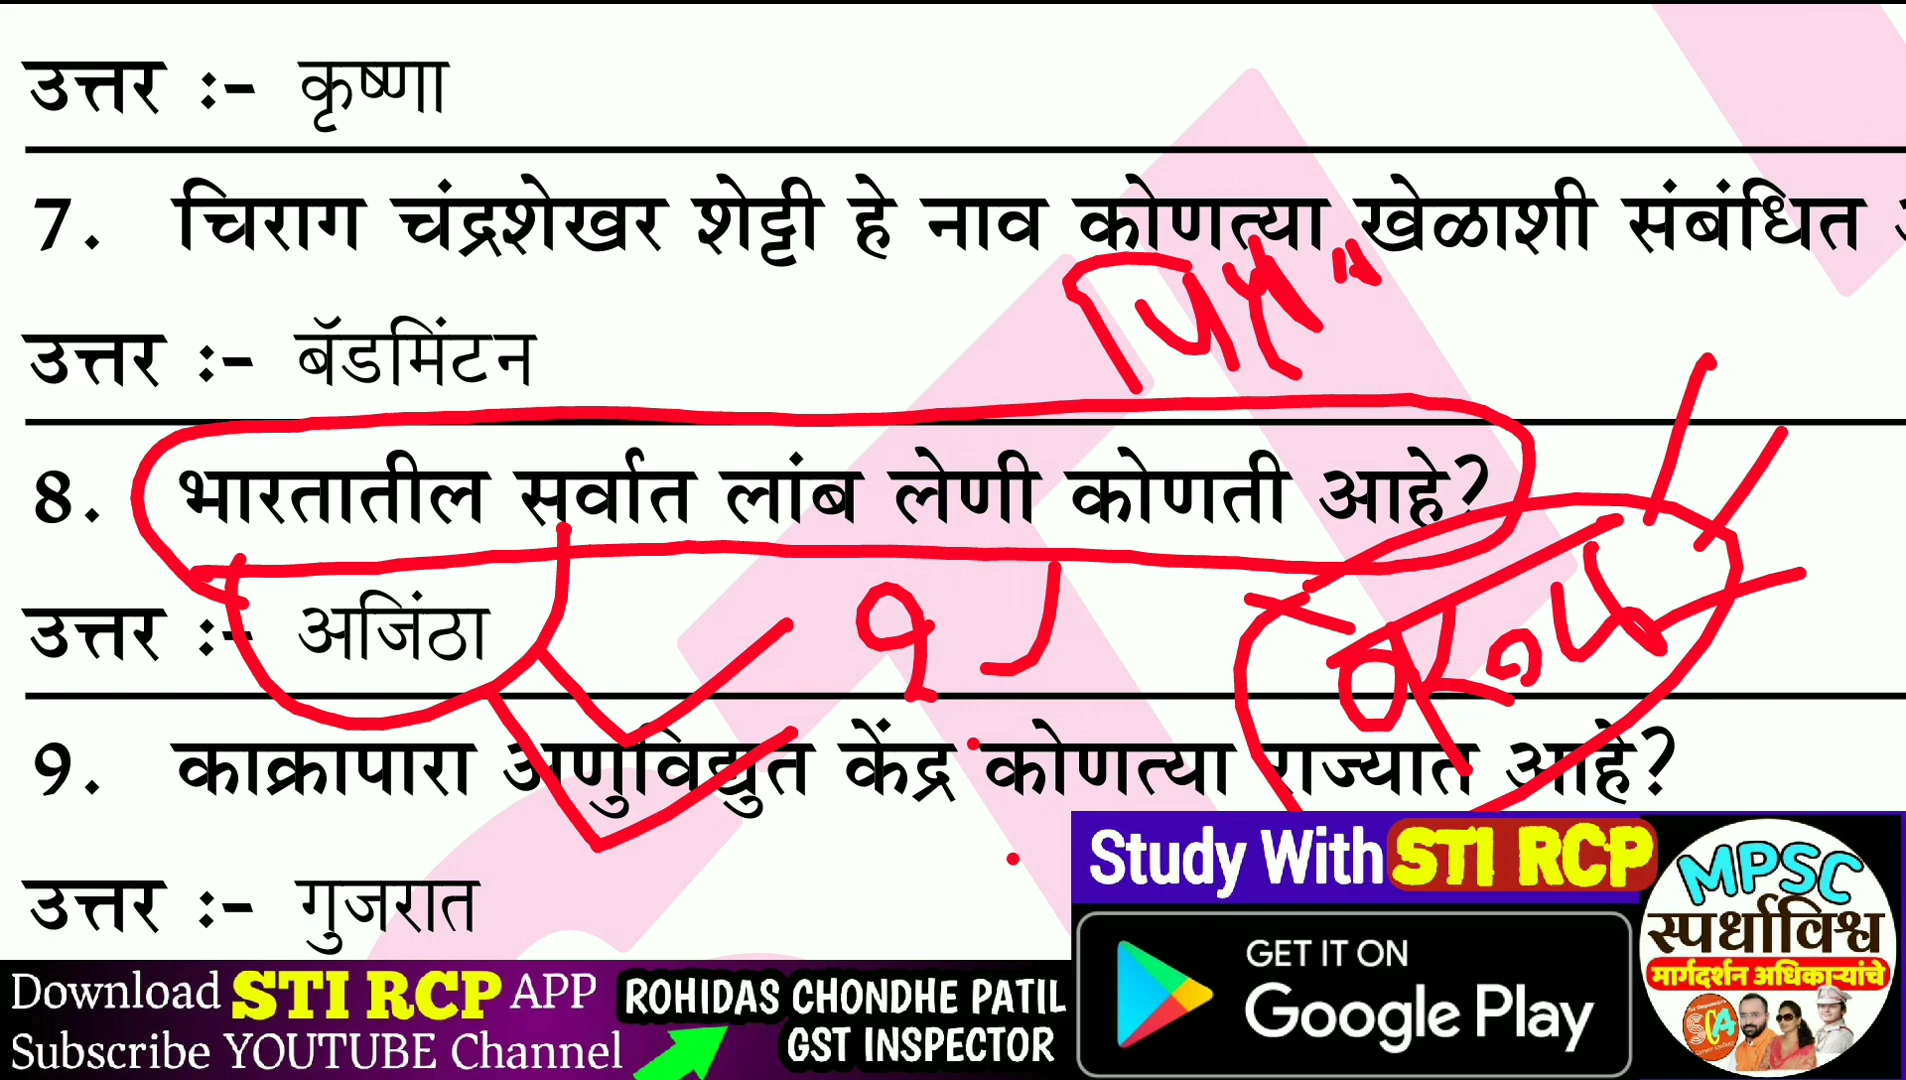 उत्तर :- कृष्णा
7. चिराग चंद्रशेखर शेट्टी हे नाव कोणत्या खेळाशी संबंधित
उत्तर :- बॅडमिंटन
8. भारतातील सर्वात लांब लेणी कोणती आहे?
उत्तर :- अजिंठा
9. काक्रापारा अणुविद्युत केंद्र कोणत्या राज्यात आहे?
उत्तर :- गुजरात
Study With STI RCP
GET IT ON
Google Play
MPSC
स्पर्धाविश्व
मार्गदर्शन अधिकाऱ्यांचे
Download STI RCP APP
Subscribe YOUTUBE Channel
ROHIDAS CHONDHE PATIL
GST INSPECTOR